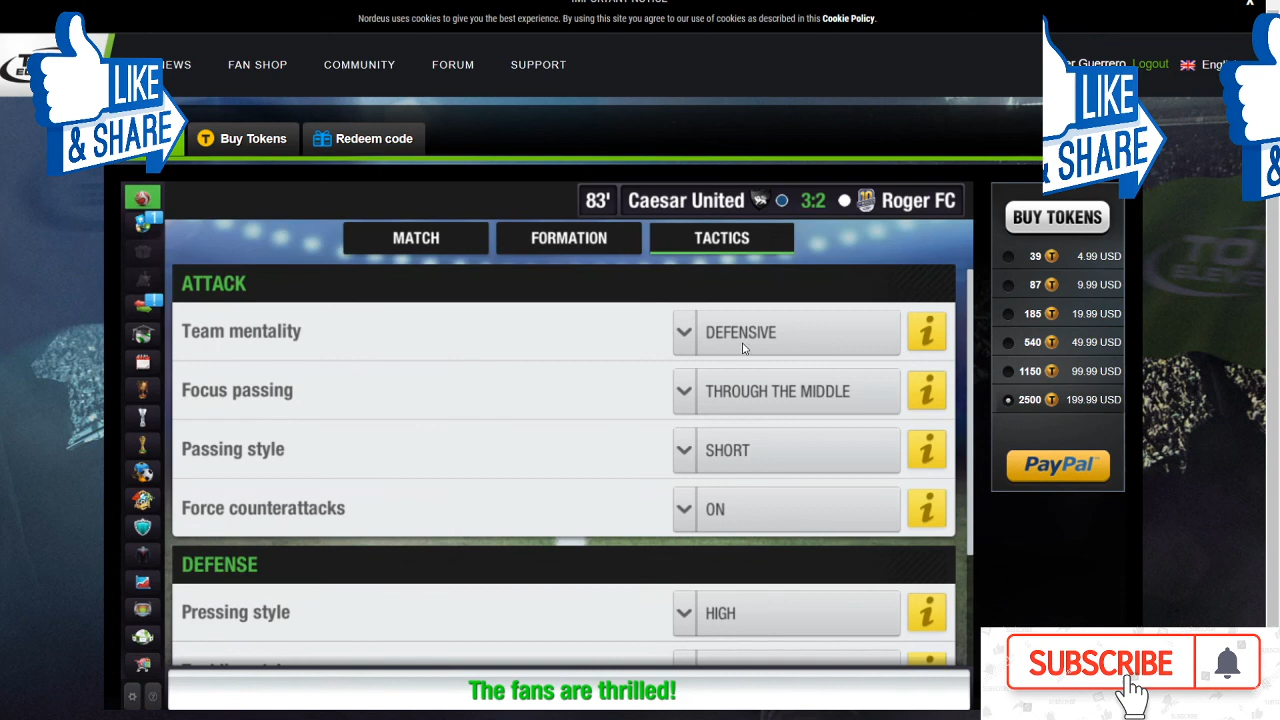 Nordeus uses cookies to give you the best experience. By using this site you agree to our use of cookies as described in this Cookie Policy.
X
FAN SHOP
COMMUNITY
FORUM
SUPPORT
Guerrero
Logout
LIKE
& SHARE
LIKE
& SHARE
&
Buy Tokens
Redeem code
83'
Caesar United
3:2
Roger FC
MATCH
FORMATION
TACTICS
ATTACK
Team mentality
DEFENSIVE
Focus passing
THROUGH THE MIDDLE
Passing style
SHORT
Force counterattacks
ON
DEFENSE
Pressing style
HIGH
The fans are thrilled!
BUY TOKENS
39 T 4.99 USD
87 T 9.99 USD
185 T 19.99 USD
540 T 49.99 USD
1150 T 99.99 USD
2500 T 199.99 USD
PayPal
SUBSCRIBE